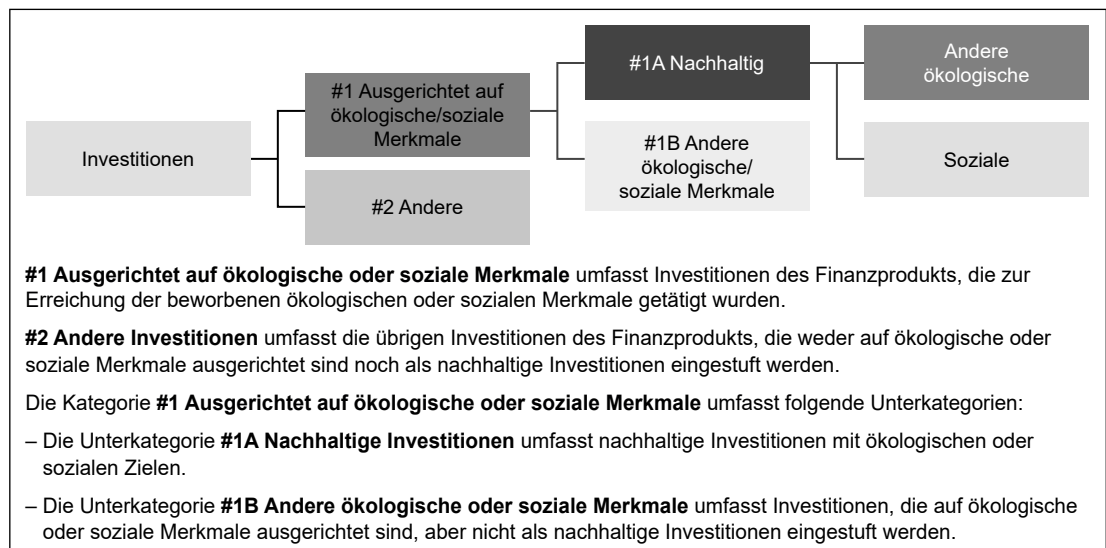 Investitionen
#1 Ausgerichtet auf
ökologische/soziale
Merkmale
#2 Andere
#1A Nachhaltig
#1B Andere
ökologische/
soziale Merkmale
Andere
ökologische
Soziale
#1 Ausgerichtet auf ökologische oder soziale Merkmale umfasst Investitionen des Finanzprodukts, die zur
Erreichung der beworbenen ökologischen oder sozialen Merkmale getätigt wurden.
#2 Andere Investitionen umfasst die übrigen Investitionen des Finanzprodukts, die weder auf ökologische oder
soziale Merkmale ausgerichtet sind noch als nachhaltige Investitionen eingestuft werden.
Die Kategorie #1 Ausgerichtet auf ökologische oder soziale Merkmale umfasst folgende Unterkategorien:
– Die Unterkategorie #1A Nachhaltige Investitionen umfasst nachhaltige Investitionen mit ökologischen oder
sozialen Zielen.
– Die Unterkategorie #1B Andere ökologische oder soziale Merkmale umfasst Investitionen, die auf ökologische
oder soziale Merkmale ausgerichtet sind, aber nicht als nachhaltige Investitionen eingestuft werden.